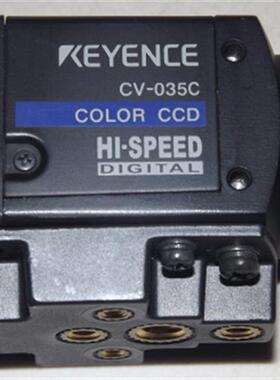 KEYENCE
CV-035C
COLOR CCD
HI·SPEED
DIGITAL